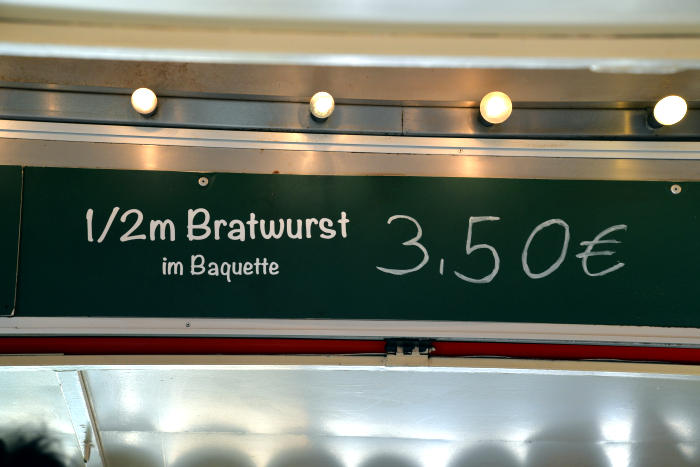 1/2m Bratwurst 3,50€
im Baquette